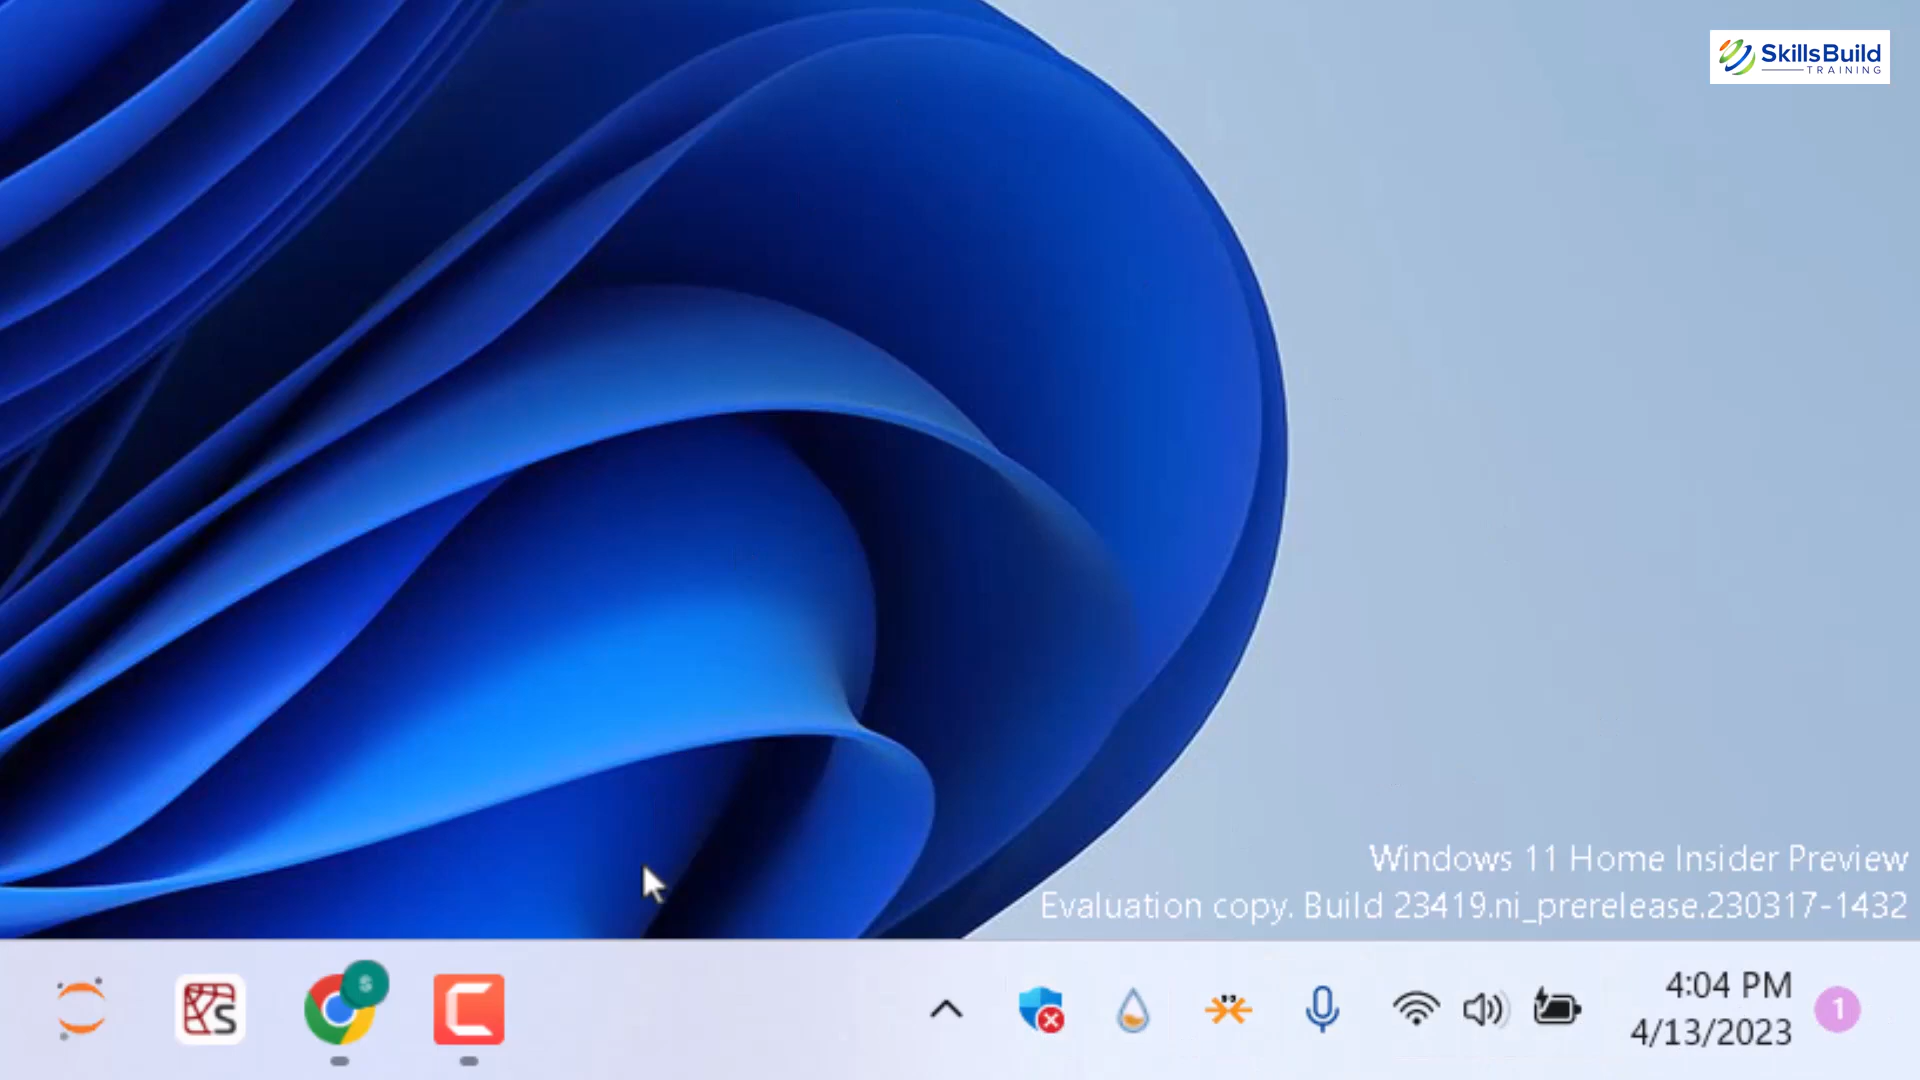 SkillsBuild
TRAINING
Windows 11 Home Insider Preview
Evaluation copy. Build 23419.ni_prerelease.230317-1432
S
S
4:04 PM
4/13/2023
1